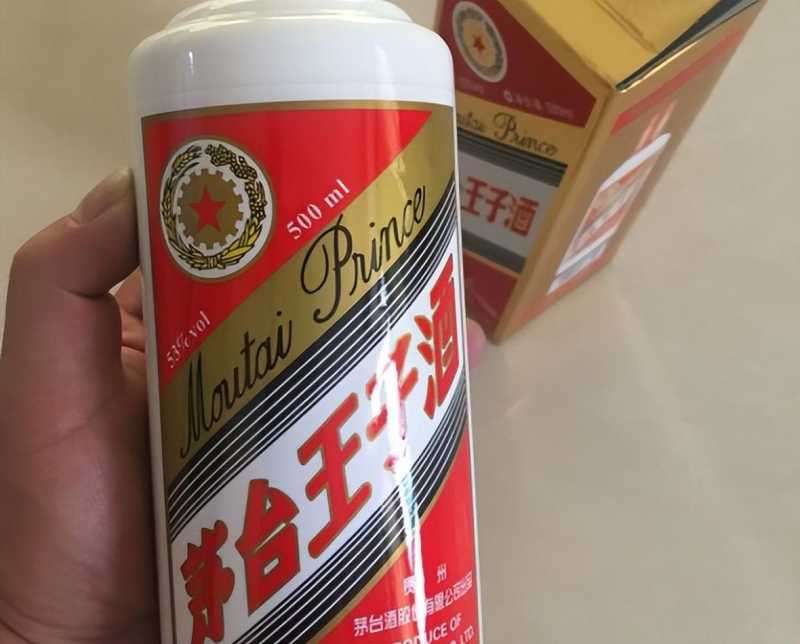 500 ml
53% vol
Moutai Prince
茅台王子酒
贵州
茅台酒股份有限公司出品
PRODUCE OF
LTD.
Prince
王子酒